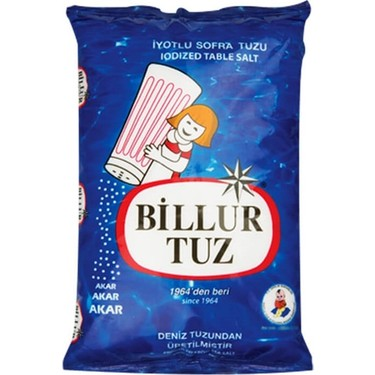 İYOTLU SOFRA TUZU
IODIZED TABLE SALT
BİLLUR
TUZ
1964'den beri
since 1964
AKAR
AKAR
AKAR
DENİZ TUZUNDAN
ÜRETİLMİŞTİR